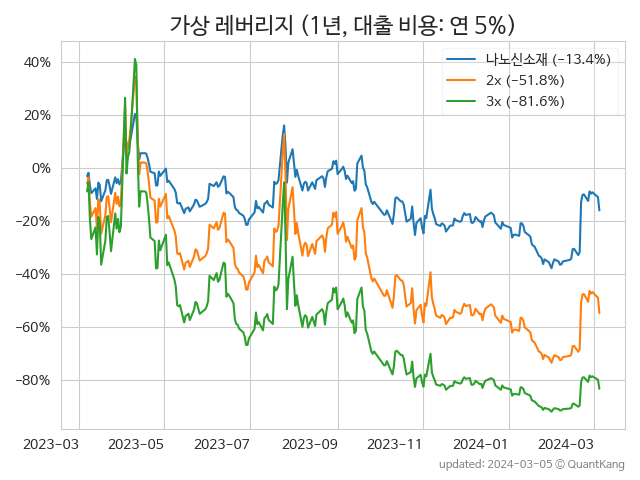 가상 레버리지 (1년, 대출 비용: 연 5%)
나노신소재 (−13.4%)
2x (−51.8%)
3x (−81.6%)
40%
20%
0%
−20%
−40%
−60%
−80%
2023-03 2023-05 2023-07 2023-09 2023-11 2024-01 2024-03
updated: 2024-03-05 ⓒ QuantKang